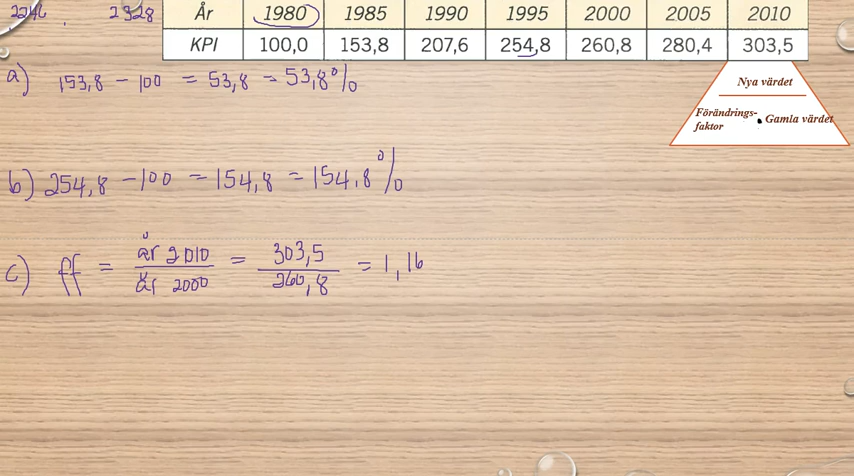 2246, 2328
År 1980 1985 1990 1995 2000 2005 2010
KPI 100,0 153,8 207,6 254,8 260,8 280,4 303,5
Nya värdet
Förändrings-
faktor • Gamla värdet
a) 153,8 - 100 = 53,8 = 53,8%
b) 254,8 - 100 = 154,8 = 154,8%
c) ff = år 2010 / år 2000 = 303,5 / 260,8 = 1,16